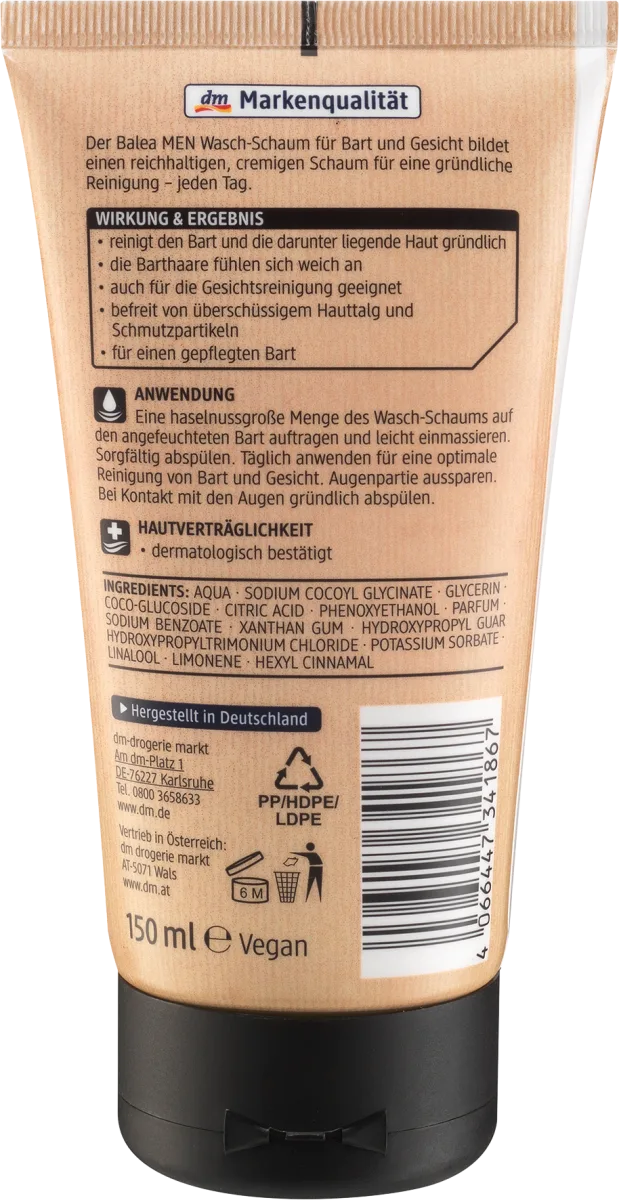 dm Markenqualität
Der Balea MEN Wasch-Schaum für Bart und Gesicht bildet
einen reichhaltigen, cremigen Schaum für eine gründliche
Reinigung – jeden Tag.
WIRKUNG & ERGEBNIS
• reinigt den Bart und die darunter liegende Haut gründlich
• die Barthaare fühlen sich weich an
• auch für die Gesichtsreinigung geeignet
• befreit von überschüssigem Hauttalg und
Schmutzpartikeln
• für einen gepflegten Bart
ANWENDUNG
Eine haselnussgroße Menge des Wasch-Schaums auf
den angefeuchteten Bart auftragen und leicht einmassieren.
Sorgfältig abspülen. Täglich anwenden für eine optimale
Reinigung von Bart und Gesicht. Augenpartie aussparen.
Bei Kontakt mit den Augen gründlich abspülen.
HAUTVERTRÄGLICHKEIT
• dermatologisch bestätigt
INGREDIENTS: AQUA · SODIUM COCOYL GLYCINATE · GLYCERIN ·
COCO-GLUCOSIDE · CITRIC ACID · PHENOXYETHANOL · PARFUM ·
SODIUM BENZOATE · XANTHAN GUM · HYDROXYPROPYL GUAR
HYDROXYPROPYLTRIMONIUM CHLORIDE · POTASSIUM SORBATE ·
LINALOOL · LIMONENE · HEXYL CINNAMAL
Hergestellt in Deutschland
dm-drogerie markt
Am dm-Platz 1
DE-76227 Karlsruhe
Tel. 0800 3658633
www.dm.de
Vertrieb in Österreich:
dm drogerie markt
AT-5071 Wals
www.dm.at
PP/HDPE/
LDPE
6 M
150 ml ℮ Vegan
4 066447 341867